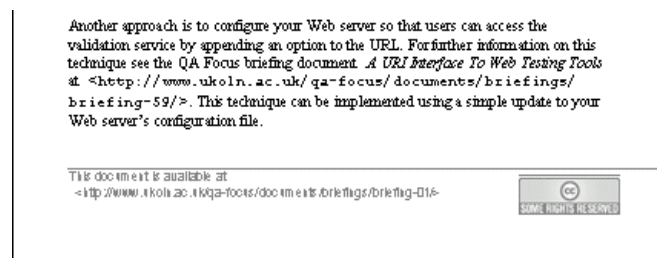 Another approach is to configure your Web server so that users can access the
validation service by appending an option to the URL. For further information on this
technique see the QA Focus briefing document A URI Interface To Web Testing Tools
at <http://www.ukoln.ac.uk/qa-focus/documents/briefings/
briefing-59/>. This technique can be implemented using a simple update to your
Web server's configuration file.
This document is available at
<http://www.ukoln.ac.uk/qa-focus/documents/briefings/briefing-01/>
cc
SOME RIGHTS RESERVED